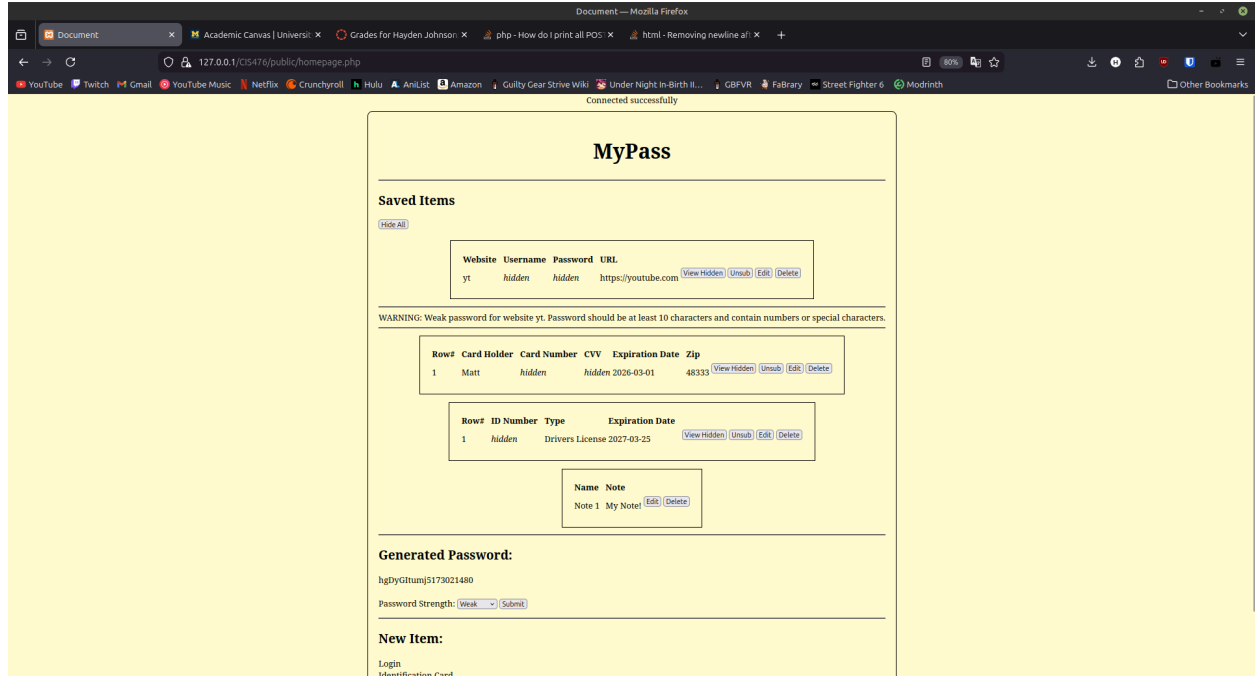 Document — Mozilla Firefox
Document
Academic Canvas | Universit
Grades for Hayden Johnson:
php - How do I print all POST
html - Removing newline aft
127.0.0.1/CIS476/public/homepage.php
80%
YouTube Twitch Gmail YouTube Music Netflix Crunchyroll Hulu AniList Amazon Guilty Gear Strive Wiki Under Night In-Birth II... GBFVR FaBrary Street Fighter 6 Modrinth Other Bookmarks
Connected successfully
MyPass
Saved Items
Hide All
Website Username Password URL
yt hidden hidden https://youtube.com View Hidden Unsub Edit Delete
WARNING: Weak password for website yt. Password should be at least 10 characters and contain numbers or special characters.
Row# Card Holder Card Number CVV Expiration Date Zip
1 Matt hidden hidden 2026-03-01 48333 View Hidden Unsub Edit Delete
Row# ID Number Type Expiration Date
1 hidden Drivers License 2027-03-25 View Hidden Unsub Edit Delete
Name Note
Note 1 My Note! Edit Delete
Generated Password:
hgDyGItumj5173021480
Password Strength: Weak Submit
New Item:
Login
Identification Card